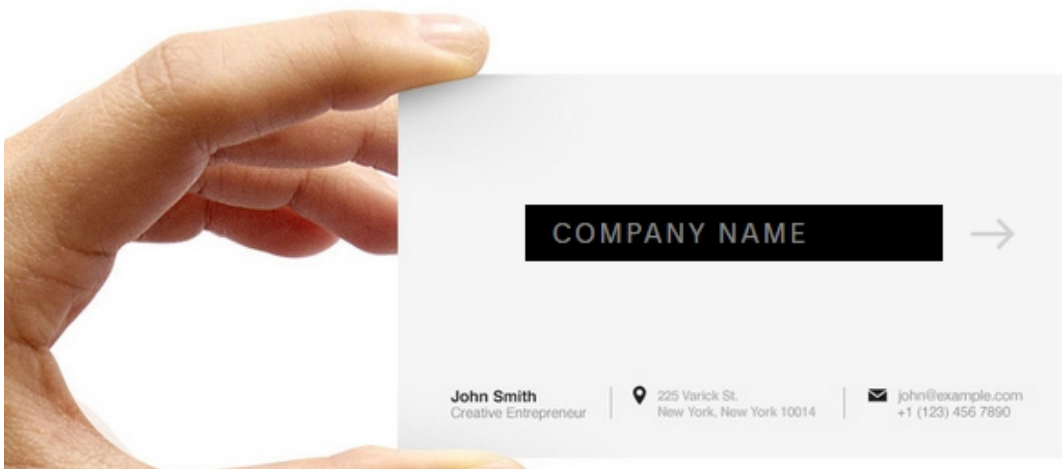 COMPANY NAME
John Smith
Creative Entrepreneur
225 Varick St.
New York, New York 10014
john@example.com
+1 (123) 456 7890